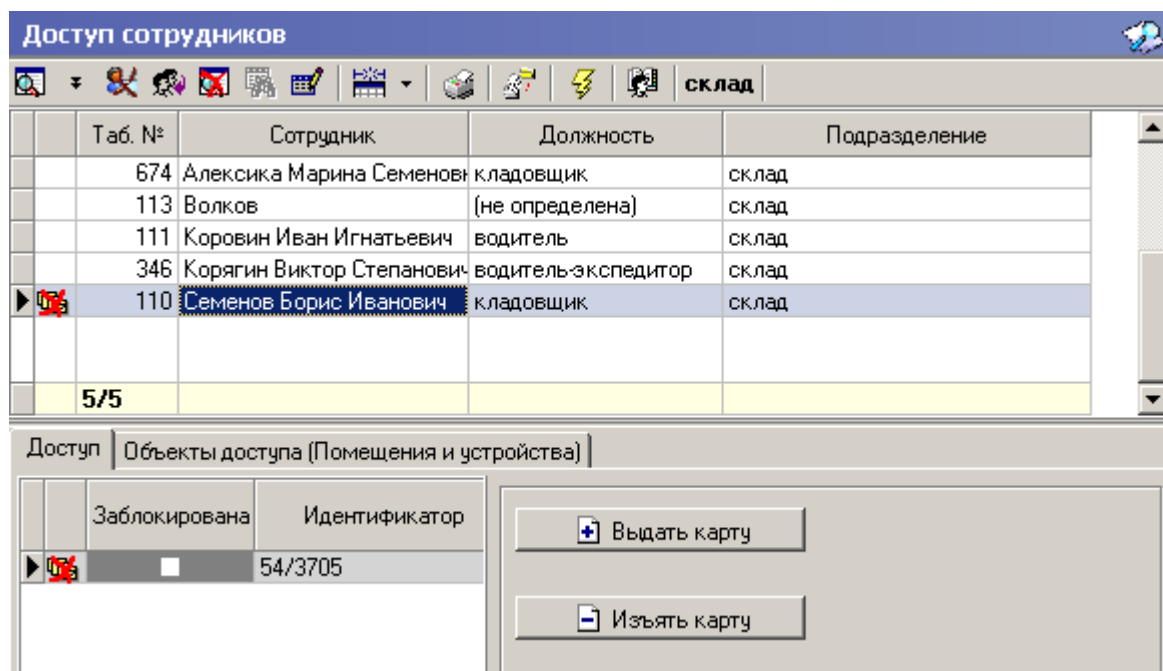 Доступ сотрудников
склад
Таб. № Сотрудник Должность Подразделение
674 Алексика Марина Семеновн кладовщик склад
113 Волков (не определена) склад
111 Коровин Иван Игнатьевич водитель склад
346 Корягин Виктор Степанович водитель-экспедитор склад
110 Семенов Борис Иванович кладовщик склад
5/5
Доступ Объекты доступа (Помещения и устройства)
Заблокирована Идентификатор
54/3705
Выдать карту
Изъять карту